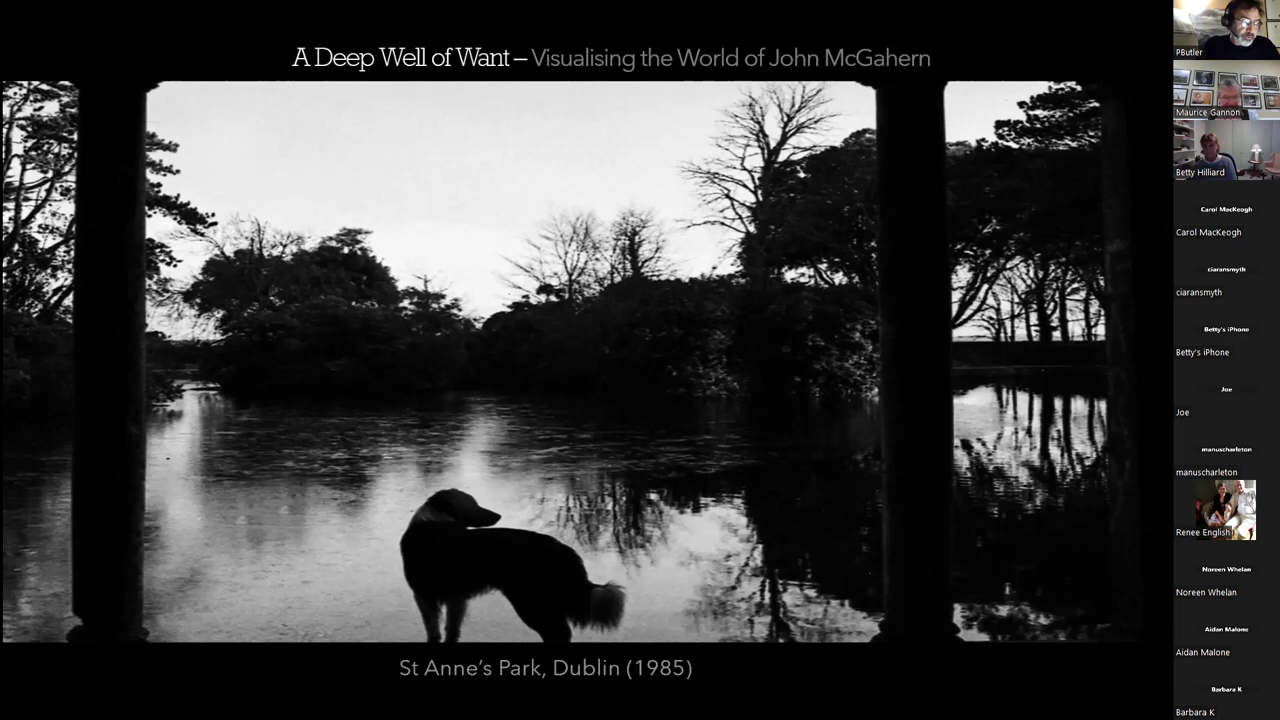 A Deep Well of Want – Visualising the World of John McGahern
St Anne's Park, Dublin (1985)
PButler
Maurice Gannon
Betty Hilliard
Carol MacKeogh
Carol MacKeogh
ciaransmyth
ciaransmyth
Betty's iPhone
Betty's iPhone
Joe
Joe
manuscharleton
manuscharleton
Renee English
Noreen Whelan
Noreen Whelan
Aidan Malone
Aidan Malone
Barbara K
Barbara K